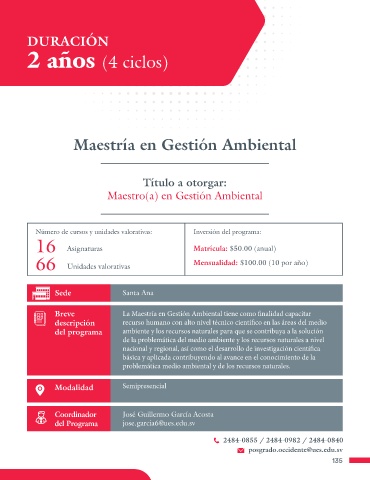 DURACIÓN
2 años (4 ciclos)
Maestría en Gestión Ambiental
Título a otorgar:
Maestro(a) en Gestión Ambiental
Número de cursos y unidades valorativas:
16 Asignaturas
66 Unidades valorativas
Inversión del programa:
Matrícula: $50.00 (anual)
Mensualidad: $100.00 (10 por año)
Sede
Santa Ana
Breve
descripción
del programa
La Maestría en Gestión Ambiental tiene como finalidad capacitar
recurso humano con alto nivel técnico científico en las áreas del medio
ambiente y los recursos naturales para que se contribuya a la solución
de la problemática del medio ambiente y los recursos naturales a nivel
nacional y regional, así como el desarrollo de investigación científica
básica y aplicada contribuyendo al avance en el conocimiento de la
problemática medio ambiental y de los recursos naturales.
Modalidad
Semipresencial
Coordinador
del Programa
José Guillermo García Acosta
jose.garcia6@ues.edu.sv
2484-0855 / 2484-0982 / 2484-0840
posgrado.occidente@ues.edu.sv
135